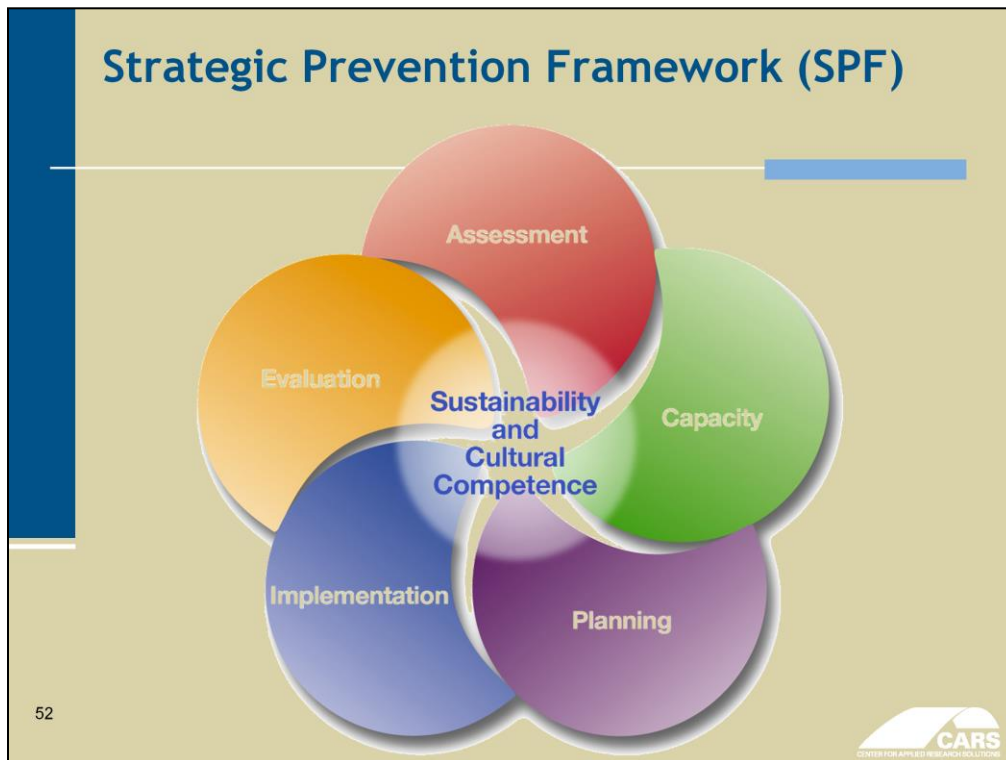 Strategic Prevention Framework (SPF)
Assessment
Evaluation
Capacity
Sustainability
and
Cultural
Competence
Implementation
Planning
52
CARS
CENTER FOR APPLIED RESEARCH SOLUTIONS